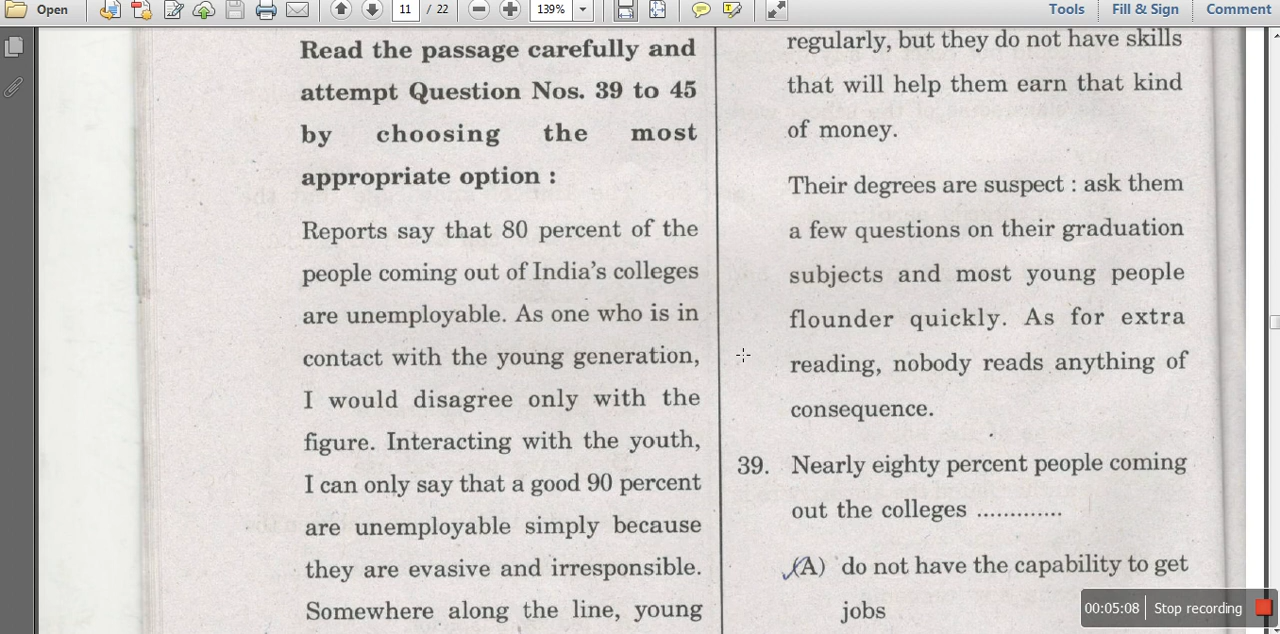 Open
11 / 22
139%
Tools
Fill & Sign
Comment
Read the passage carefully and
attempt Question Nos. 39 to 45
by choosing the most
appropriate option :
Reports say that 80 percent of the
people coming out of India's colleges
are unemployable. As one who is in
contact with the young generation,
I would disagree only with the
figure. Interacting with the youth,
I can only say that a good 90 percent
are unemployable simply because
they are evasive and irresponsible.
Somewhere along the line, young
regularly, but they do not have skills
that will help them earn that kind
of money.
Their degrees are suspect : ask them
a few questions on their graduation
subjects and most young people
flounder quickly. As for extra
reading, nobody reads anything of
consequence.
39. Nearly eighty percent people coming
out the colleges .............
(A) do not have the capability to get
jobs
00:05:08 Stop recording